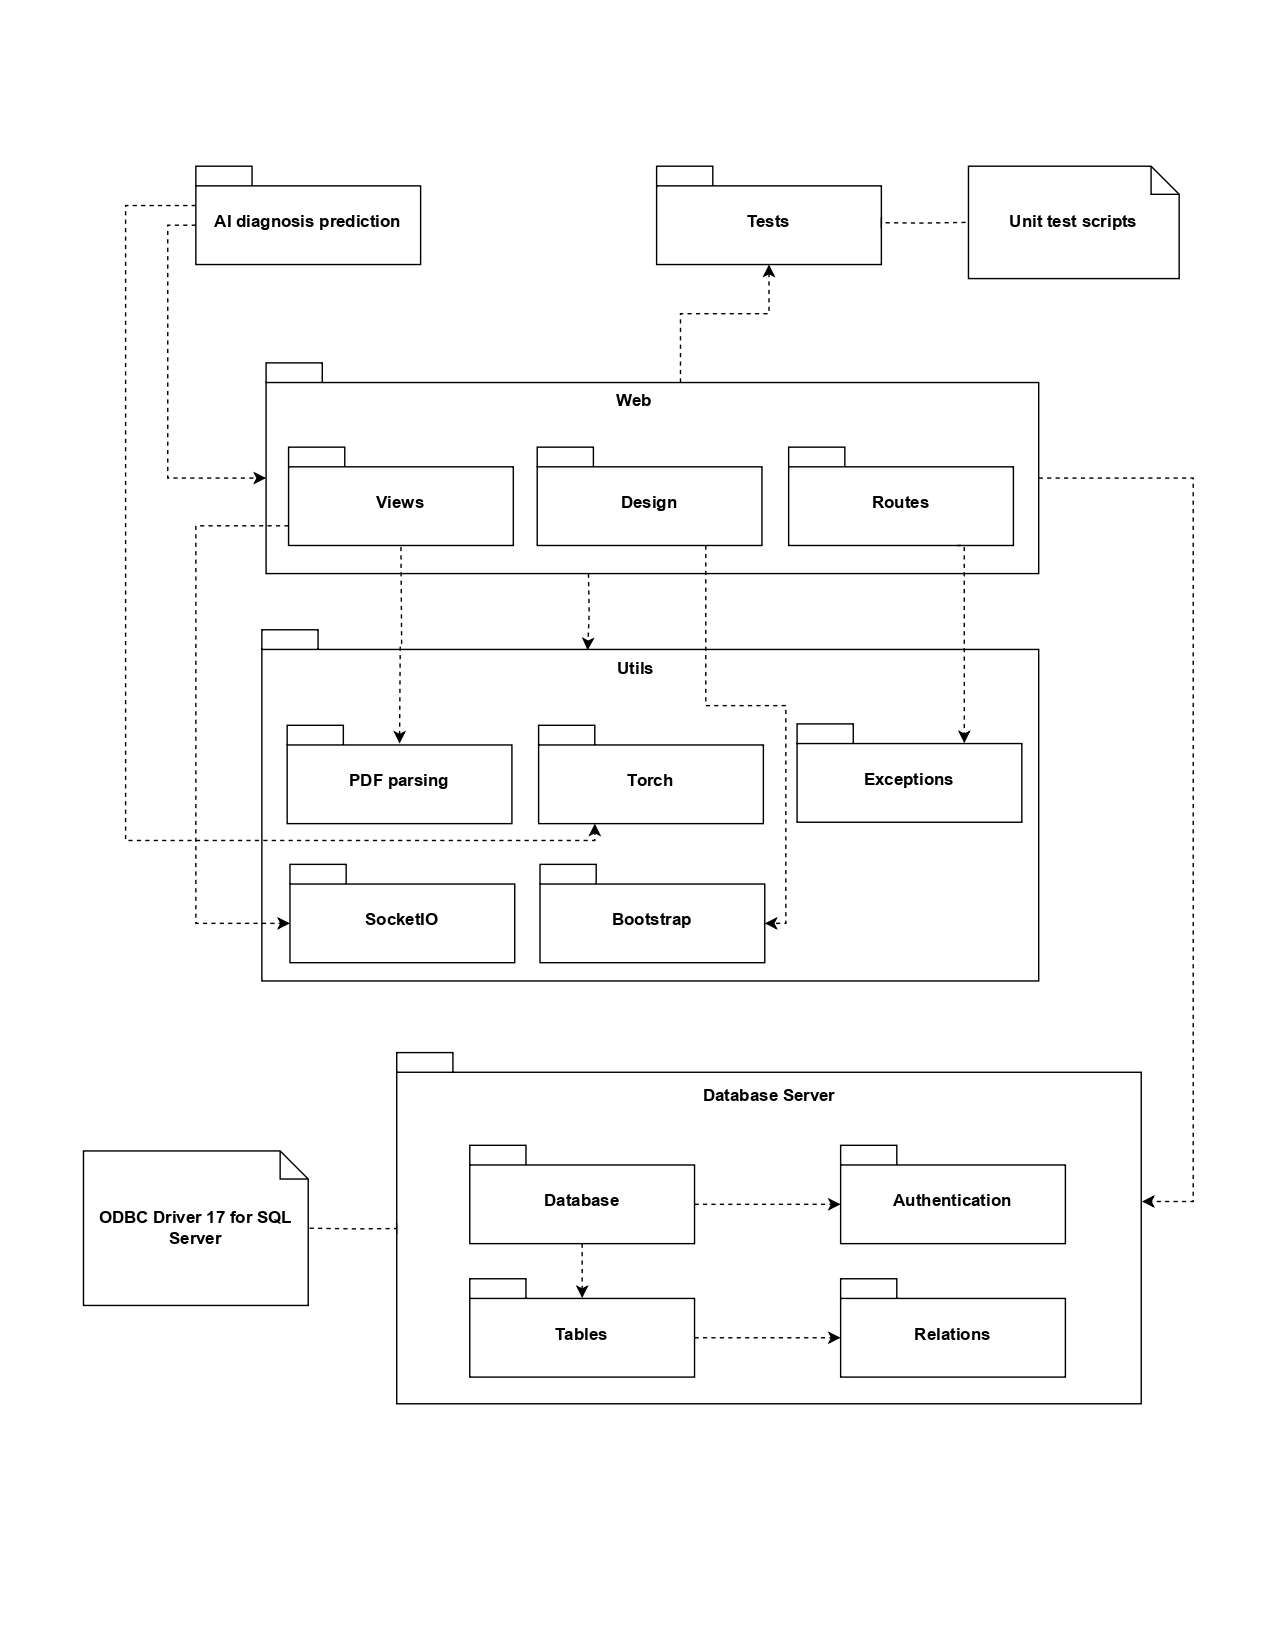 AI diagnosis prediction
Tests
Unit test scripts
Web
Views
Design
Routes
Utils
PDF parsing
Torch
Exceptions
SocketIO
Bootstrap
Database Server
Database
Authentication
ODBC Driver 17 for SQL
Server
Tables
Relations